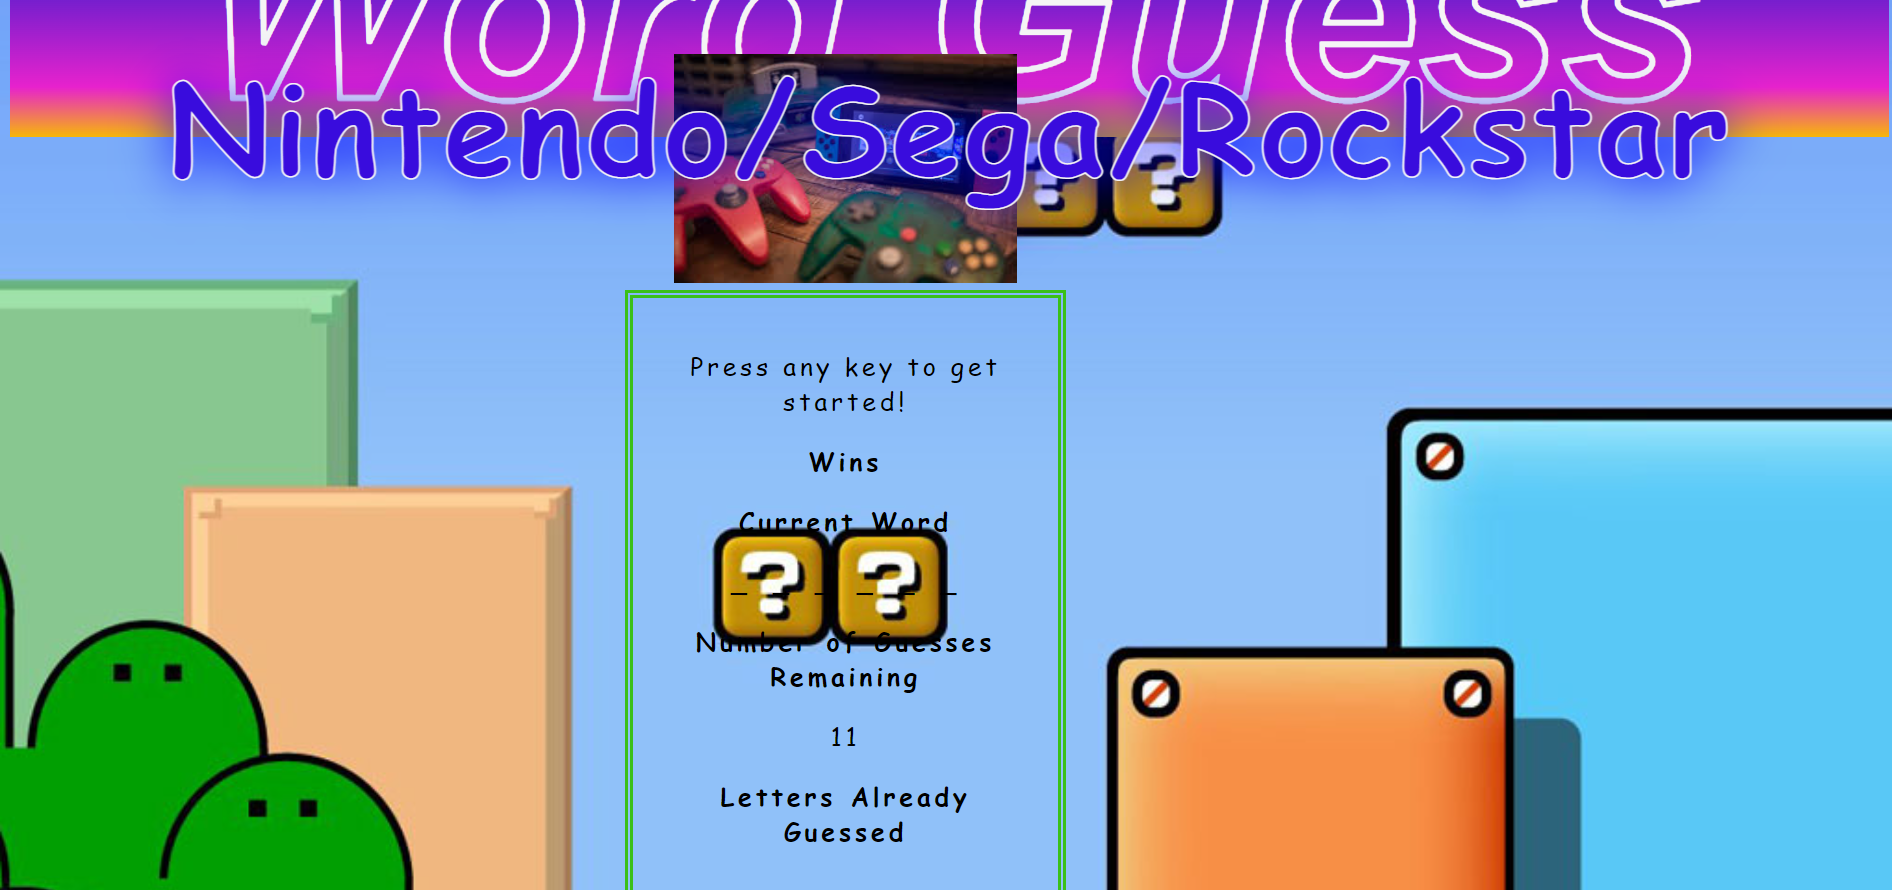 Word Guess
Nintendo/Sega/Rockstar
? ?
Press any key to get
started!
Wins
Current Word
? ?
_ _ _ _ _ _
Number of Guesses
Remaining
11
Letters Already
Guessed